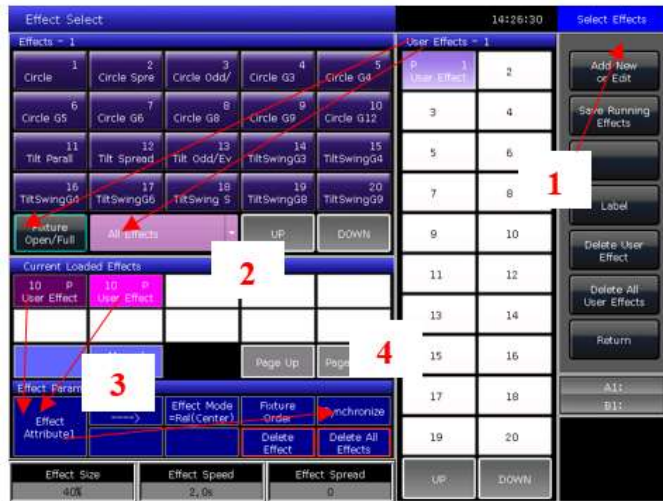 Effect Select
14:26:30
Select Effects
Effects - 1
1
Circle
2
Circle Spre
3
Circle Odd/
4
Circle G3
5
Circle G4
6
Circle G5
7
Circle G6
8
Circle G8
9
Circle G9
10
Circle G12
11
Tilt Parall
12
Tilt Spread
13
Tilt Odd/Ev
14
TiltSwingG3
15
TiltSwingG4
16
TiltSwingG4
17
TiltSwingG6
18
TiltSwing S
19
TiltSwingG8
20
TiltSwingG9
Fixture
Open/Full
All Effects
UP
DOWN
Current Loaded Effects
10 P
User Effect
10 P
User Effect
Page Up
Page
Effect Param
Effect
Attribute1
---->
Effect Mode
=Rel(Center)
Fixture
Order
Synchronize
Delete
Effect
Delete All
Effects
Effect Size
40%
Effect Speed
2.0s
Effect Spread
0
User Effects - 1
P 1
User Effect
2
3
4
5
6
7
8
9
10
11
12
13
14
15
16
17
18
19
20
UP
DOWN
Add New
or Edit
Save Running
Effects
Label
Delete User
Effect
Delete All
User Effects
Return
A1:
B1:
1
2
3
4